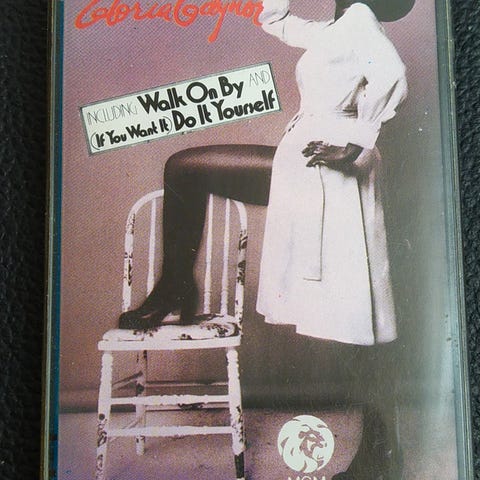 Gloria Gaynor
INCLUDING Walk On By AND
(If You Want It) Do It Yourself
MGM